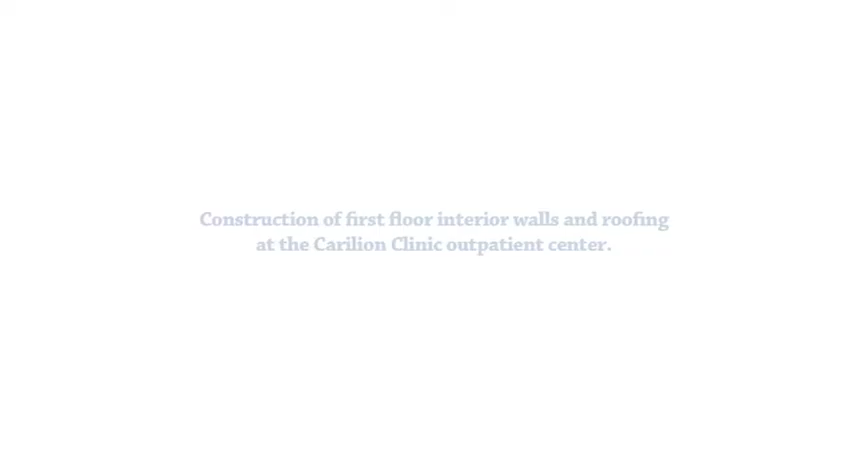 Construction of first floor interior walls and roofing
at the Carilion Clinic outpatient center.